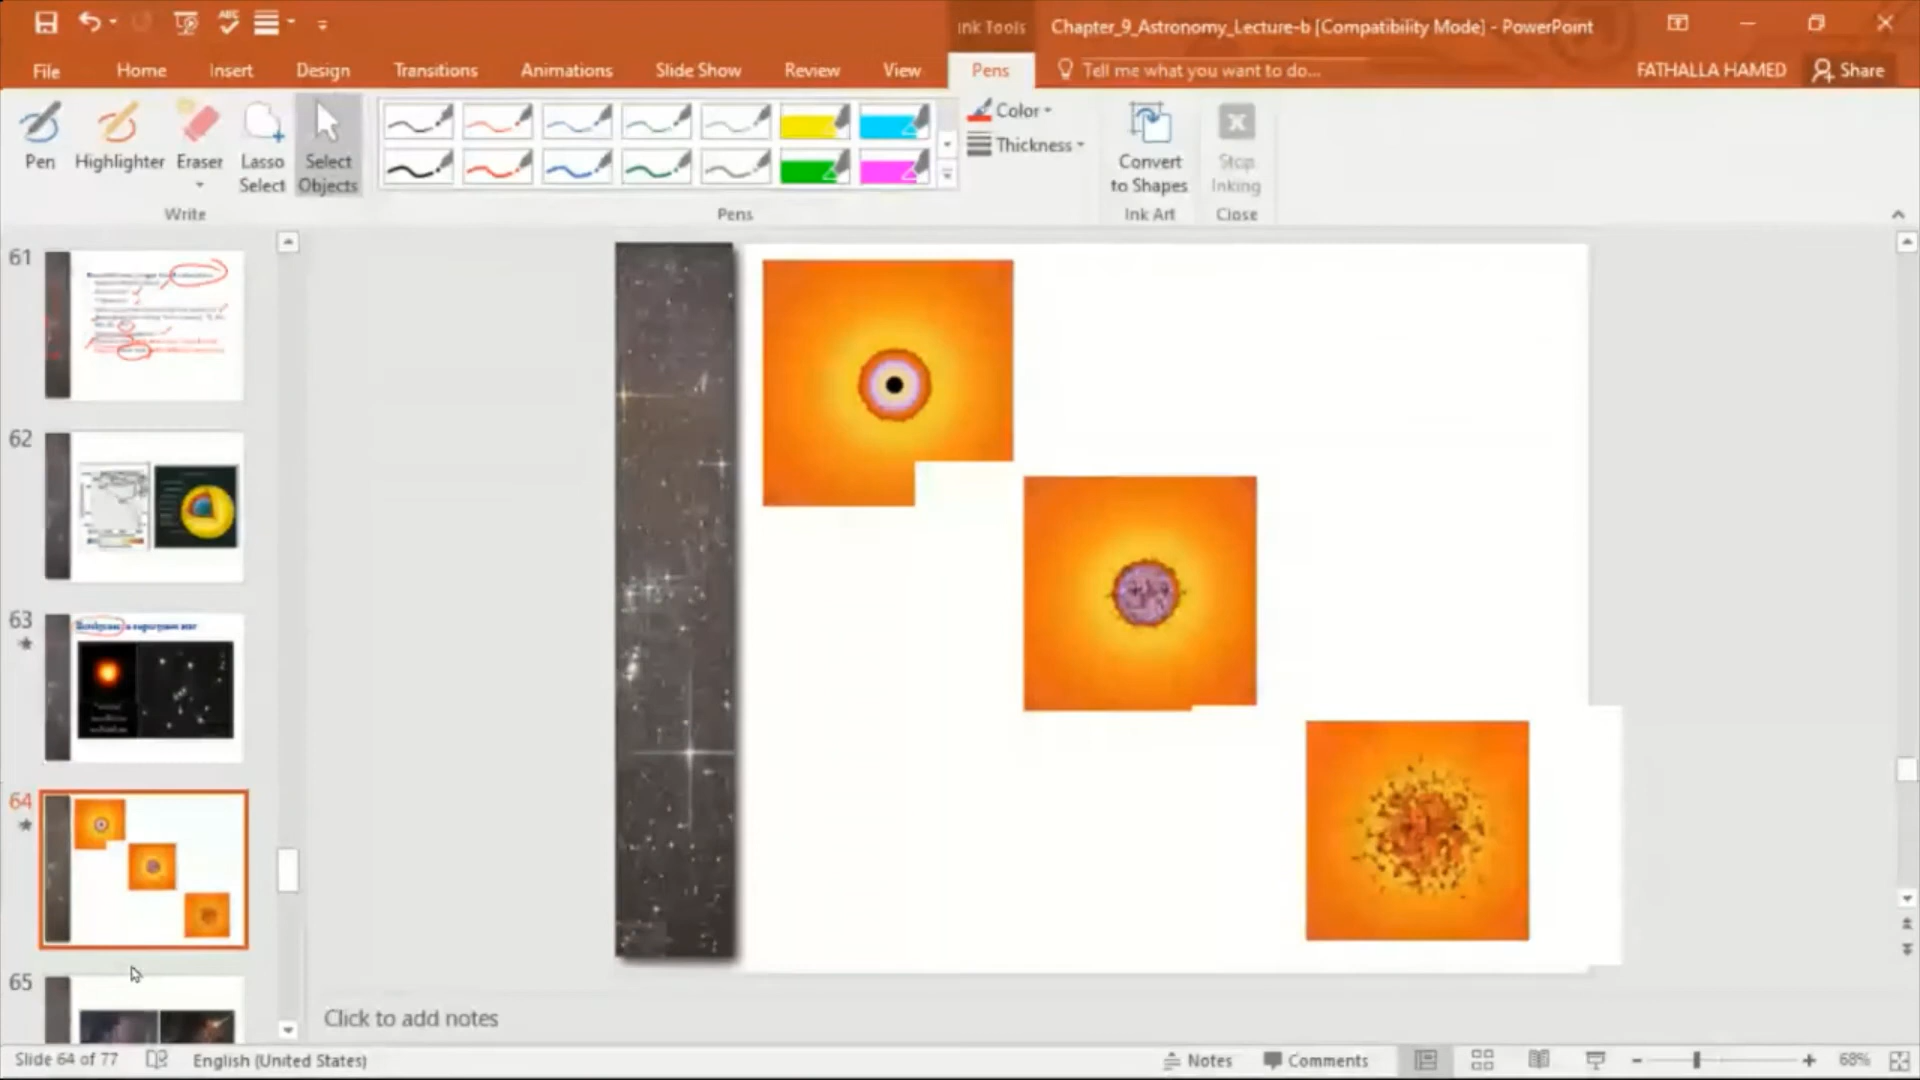 Ink Tools
Chapter_9_Astronomy_Lecture-b [Compatibility Mode] - PowerPoint
File Home Insert Design Transitions Animations Slide Show Review View Pens Tell me what you want to do... FATHALLA HAMED Share
Pen Highlighter Eraser Lasso Select Select Objects
Color
Thickness
Convert to Shapes
Stop Inking
Write Pens Ink Art Close
61
62
63
64
65
Click to add notes
Slide 64 of 77 English (United States) Notes Comments 68%